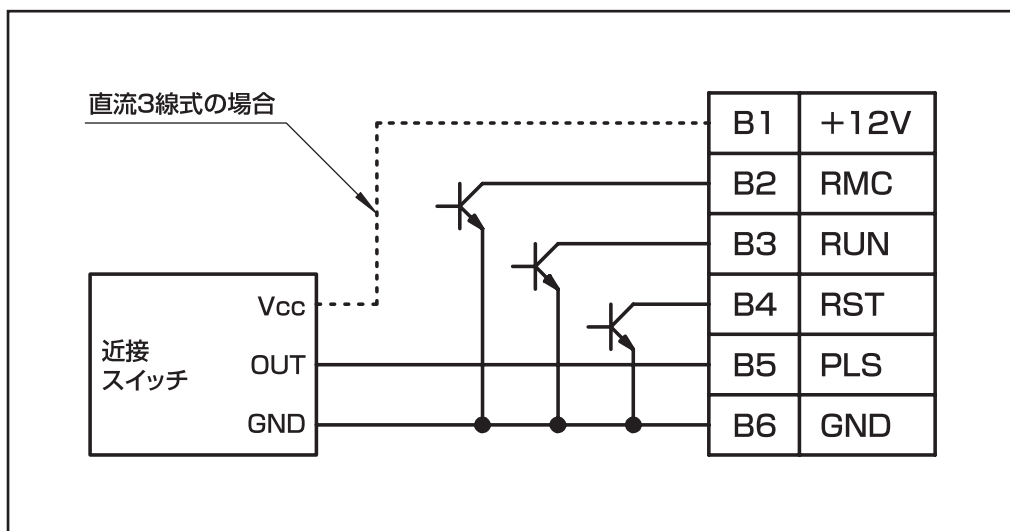 直流3線式の場合
B1 +12V
B2 RMC
B3 RUN
B4 RST
B5 PLS
B6 GND
Vcc
近接
スイッチ
OUT
GND